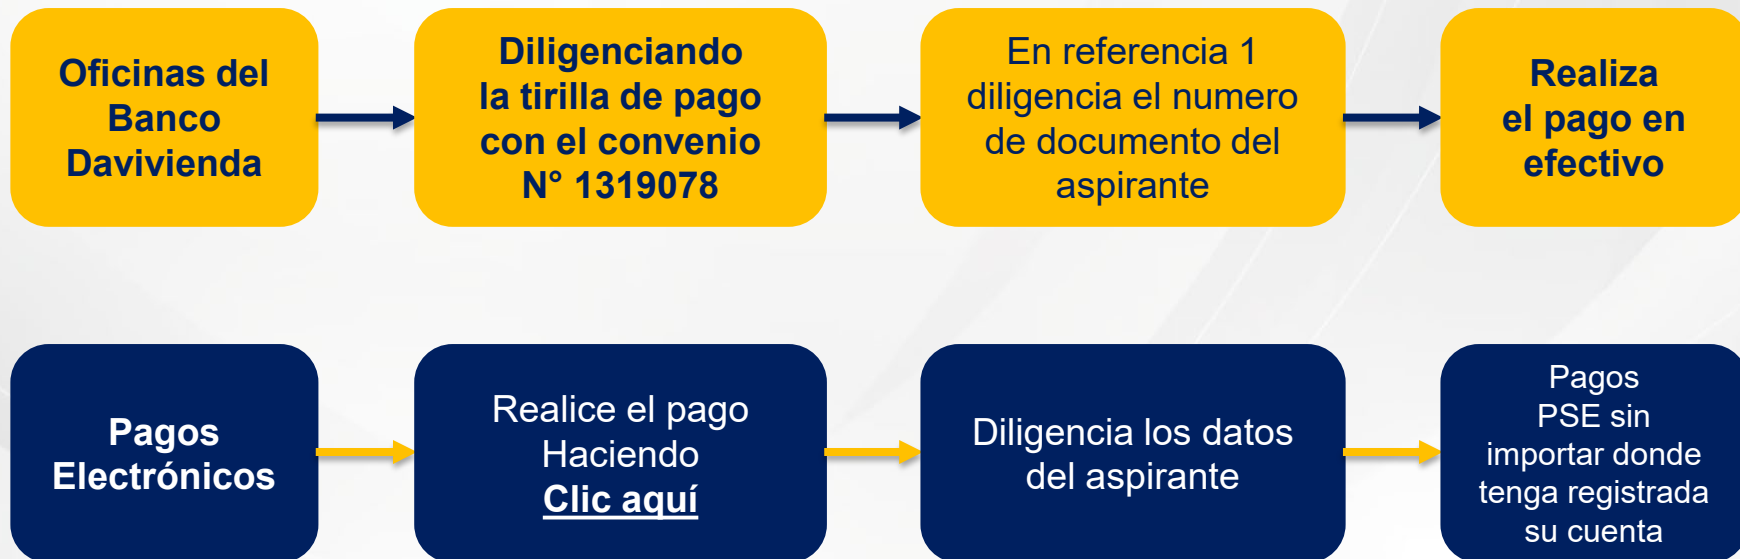 Oficinas del
Banco
Davivienda
Diligenciando
la tirilla de pago
con el convenio
N° 1319078
En referencia 1
diligencia el numero
de documento del
aspirante
Realiza
el pago en
efectivo
Pagos
Electrónicos
Realice el pago
Haciendo
Clic aquí
Diligencia los datos
del aspirante
Pagos
PSE sin
importar donde
tenga registrada
su cuenta